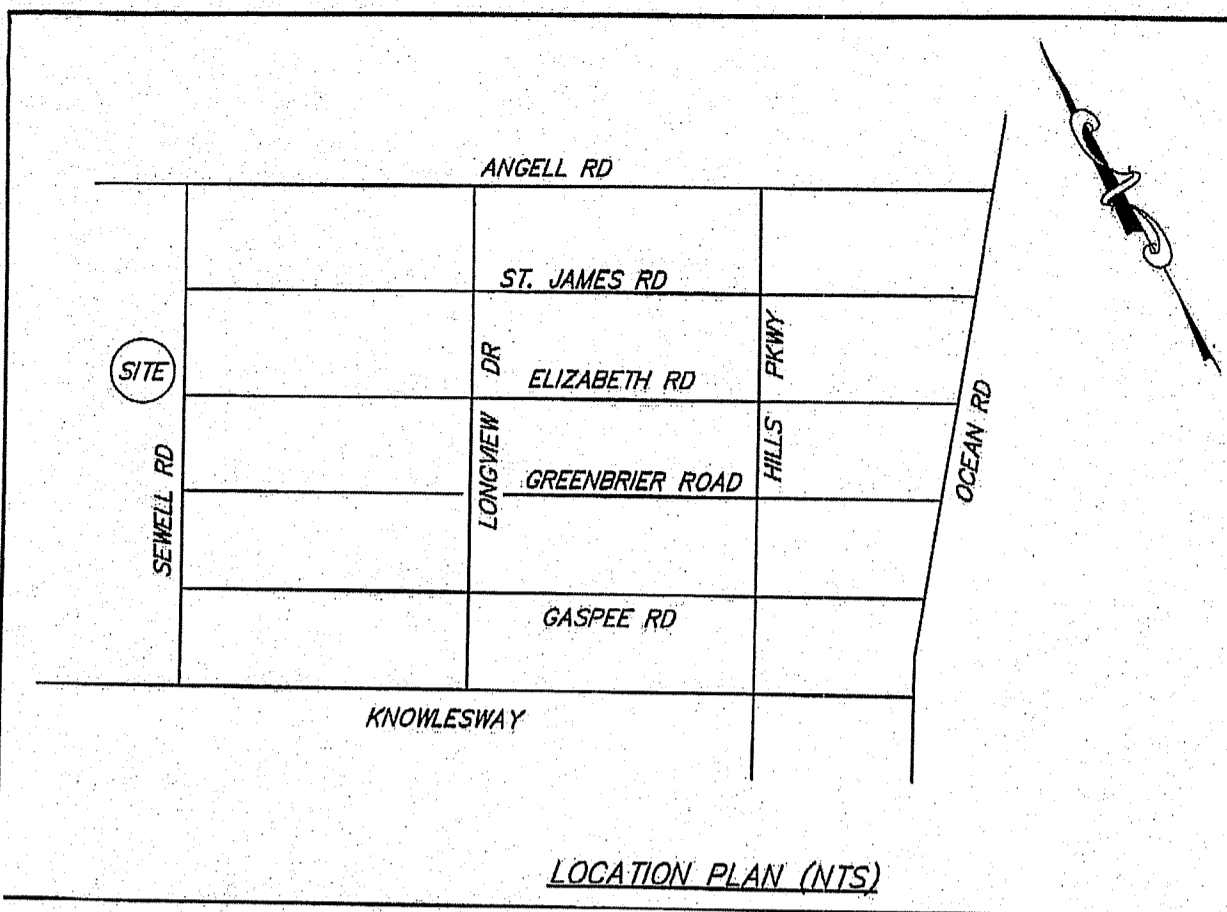 ANGELL RD
ST. JAMES RD
SITE
LONGVIEW DR
ELIZABETH RD
HILLS PKWY
SEWELL RD
GREENBRIER ROAD
OCEAN RD
GASPEE RD
KNOWLESWAY
LOCATION PLAN (NTS)